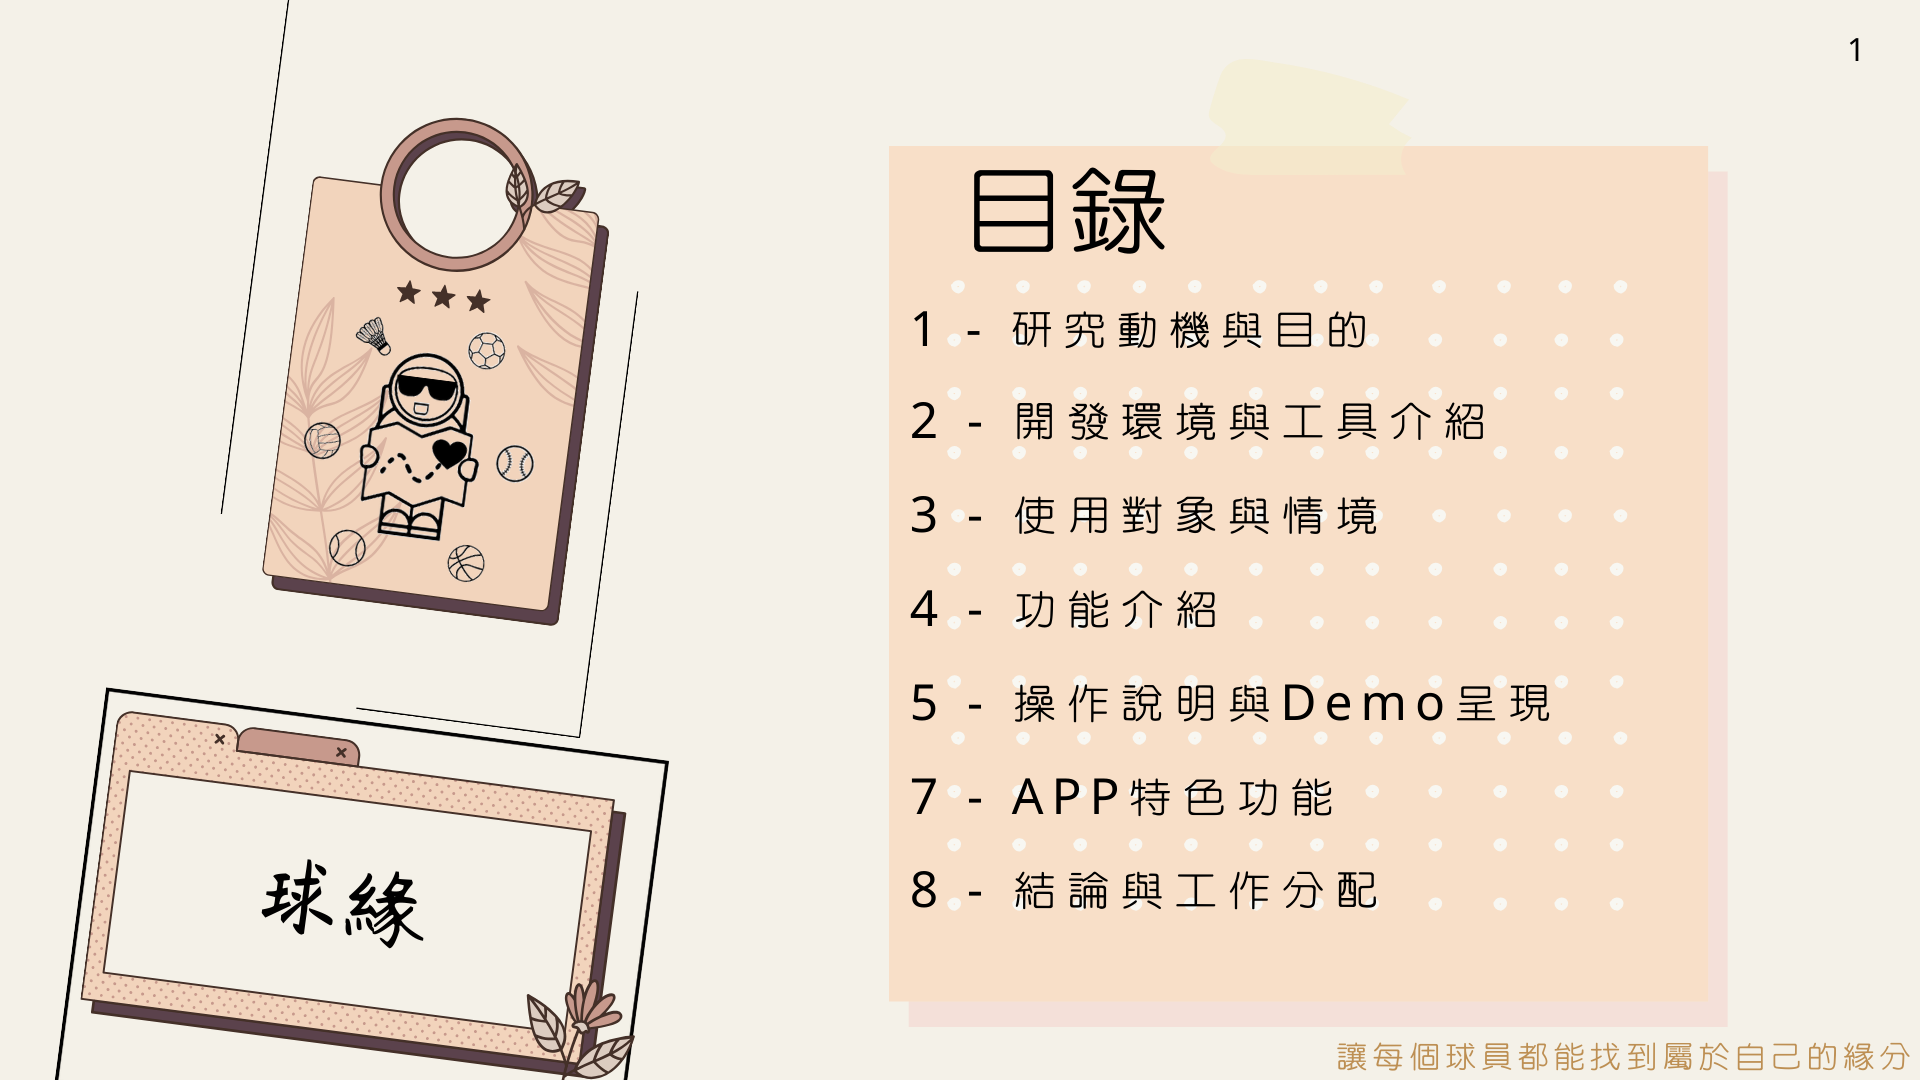 1
目錄
1 - 研究動機與目的
2 - 開發環境與工具介紹
3 - 使用對象與情境
4 - 功能介紹
5 - 操作說明與Demo呈現
7 - APP特色功能
8 - 結論與工作分配
球緣
讓每個球員都能找到屬於自己的緣分